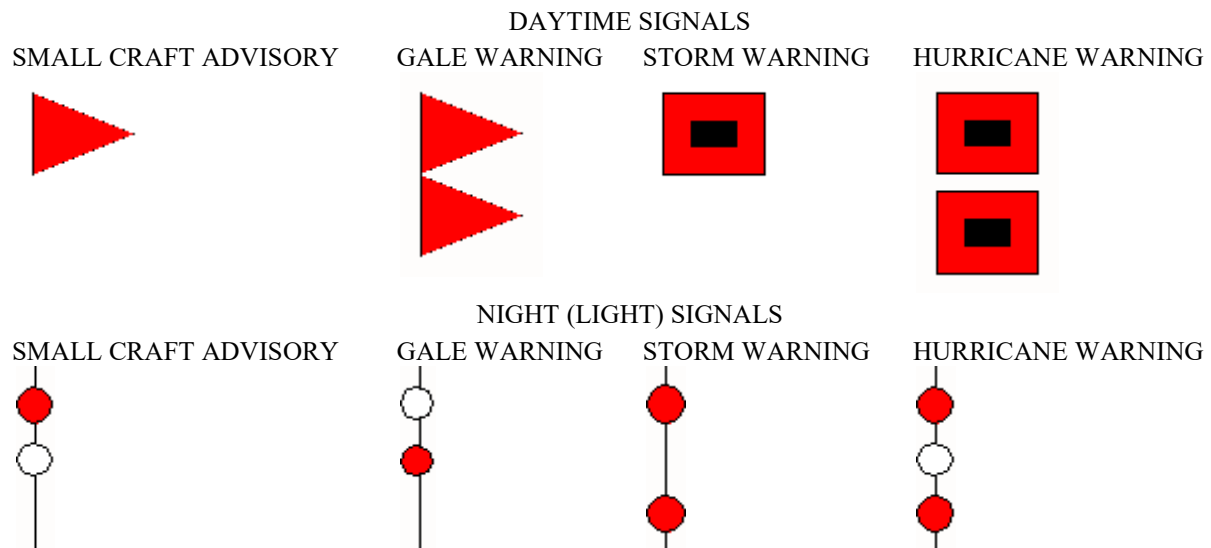 DAYTIME SIGNALS
SMALL CRAFT ADVISORY GALE WARNING STORM WARNING HURRICANE WARNING
NIGHT (LIGHT) SIGNALS
SMALL CRAFT ADVISORY GALE WARNING STORM WARNING HURRICANE WARNING